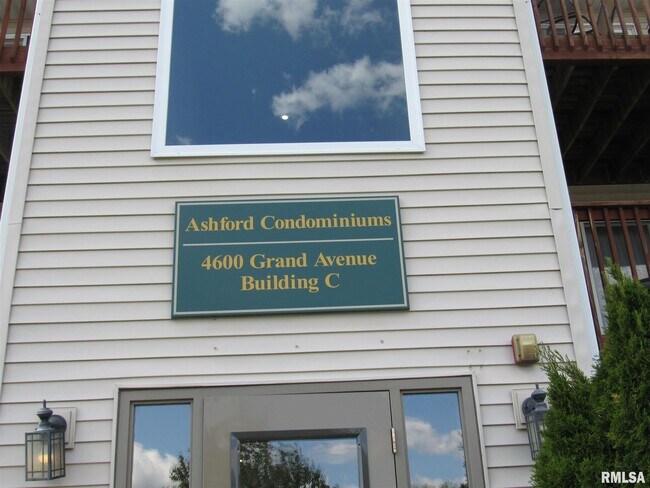 Ashford Condominiums
4600 Grand Avenue
Building C
RMLSA